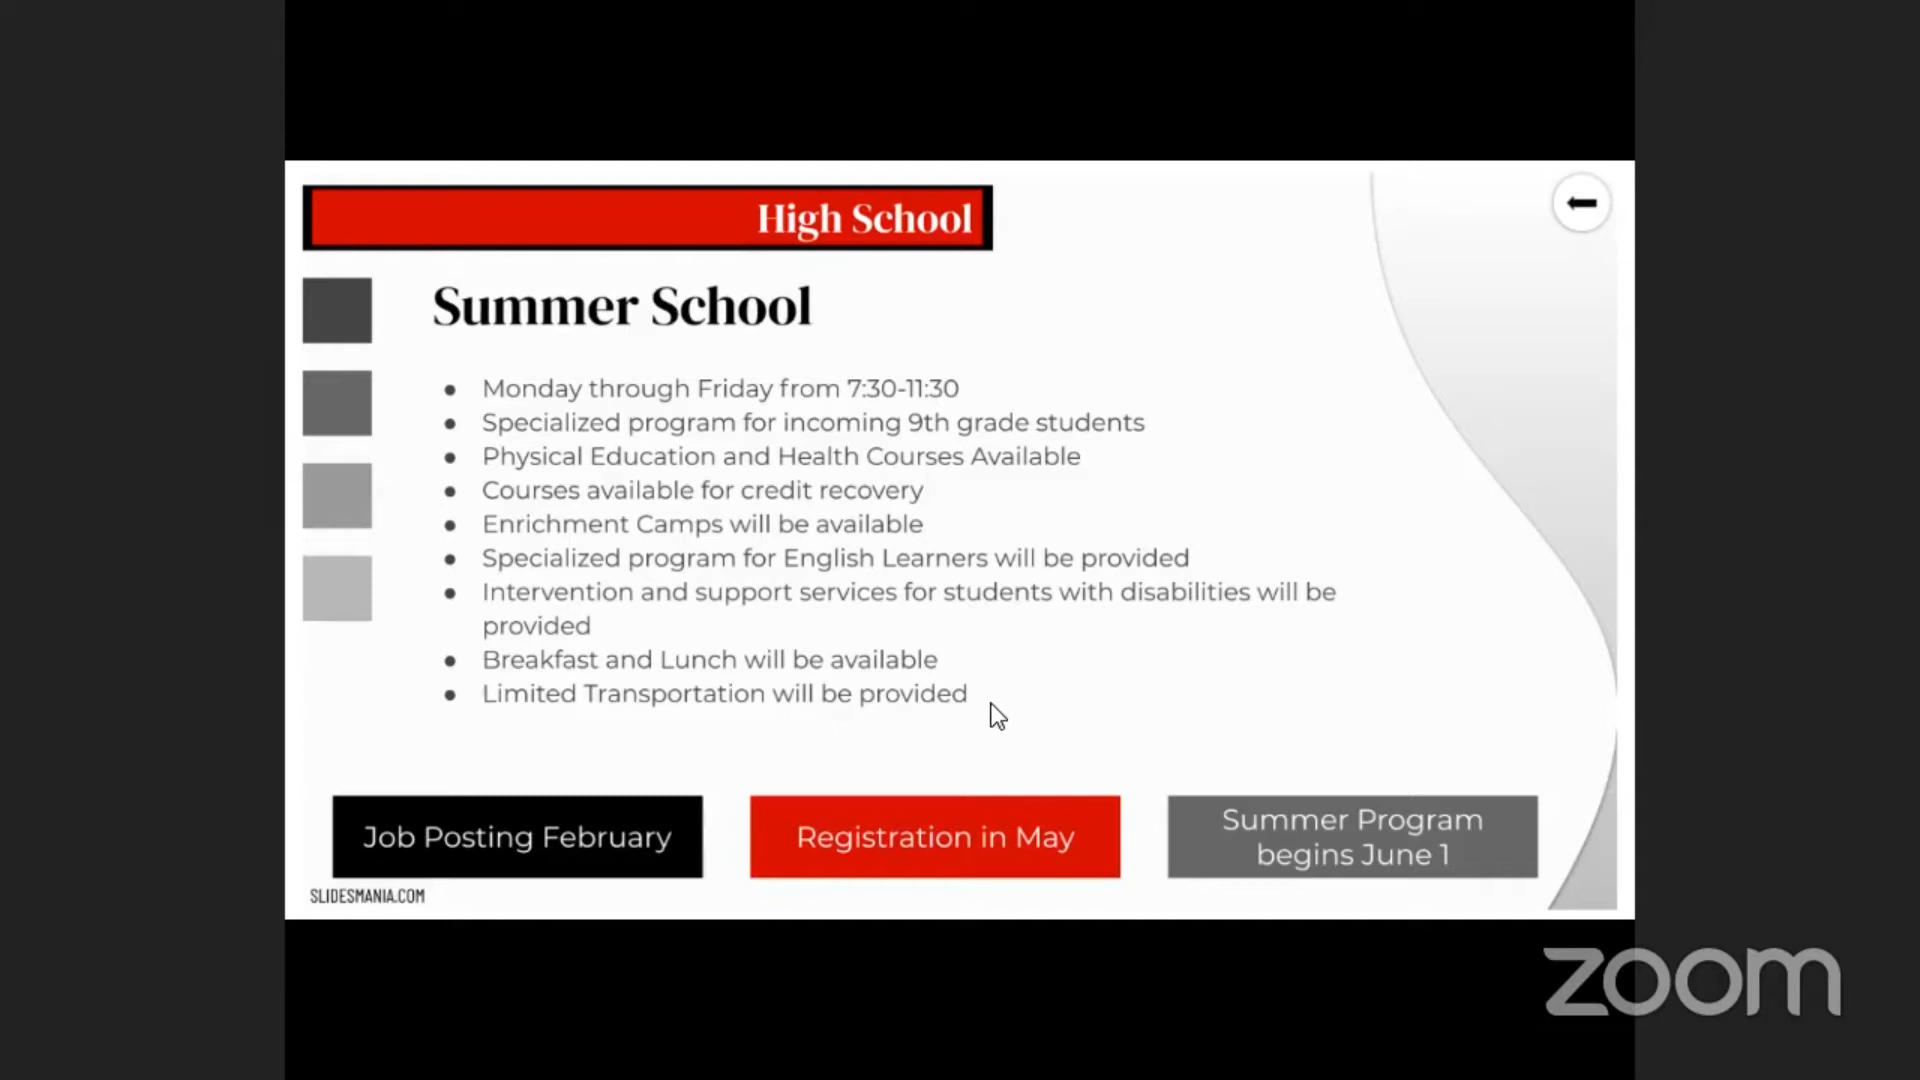 High School
Summer School
● Monday through Friday from 7:30-11:30
● Specialized program for incoming 9th grade students
● Physical Education and Health Courses Available
● Courses available for credit recovery
● Enrichment Camps will be available
● Specialized program for English Learners will be provided
● Intervention and support services for students with disabilities will be
provided
● Breakfast and Lunch will be available
● Limited Transportation will be provided
Job Posting February
Registration in May
Summer Program
begins June 1
SLIDESMANIA.COM
zoom